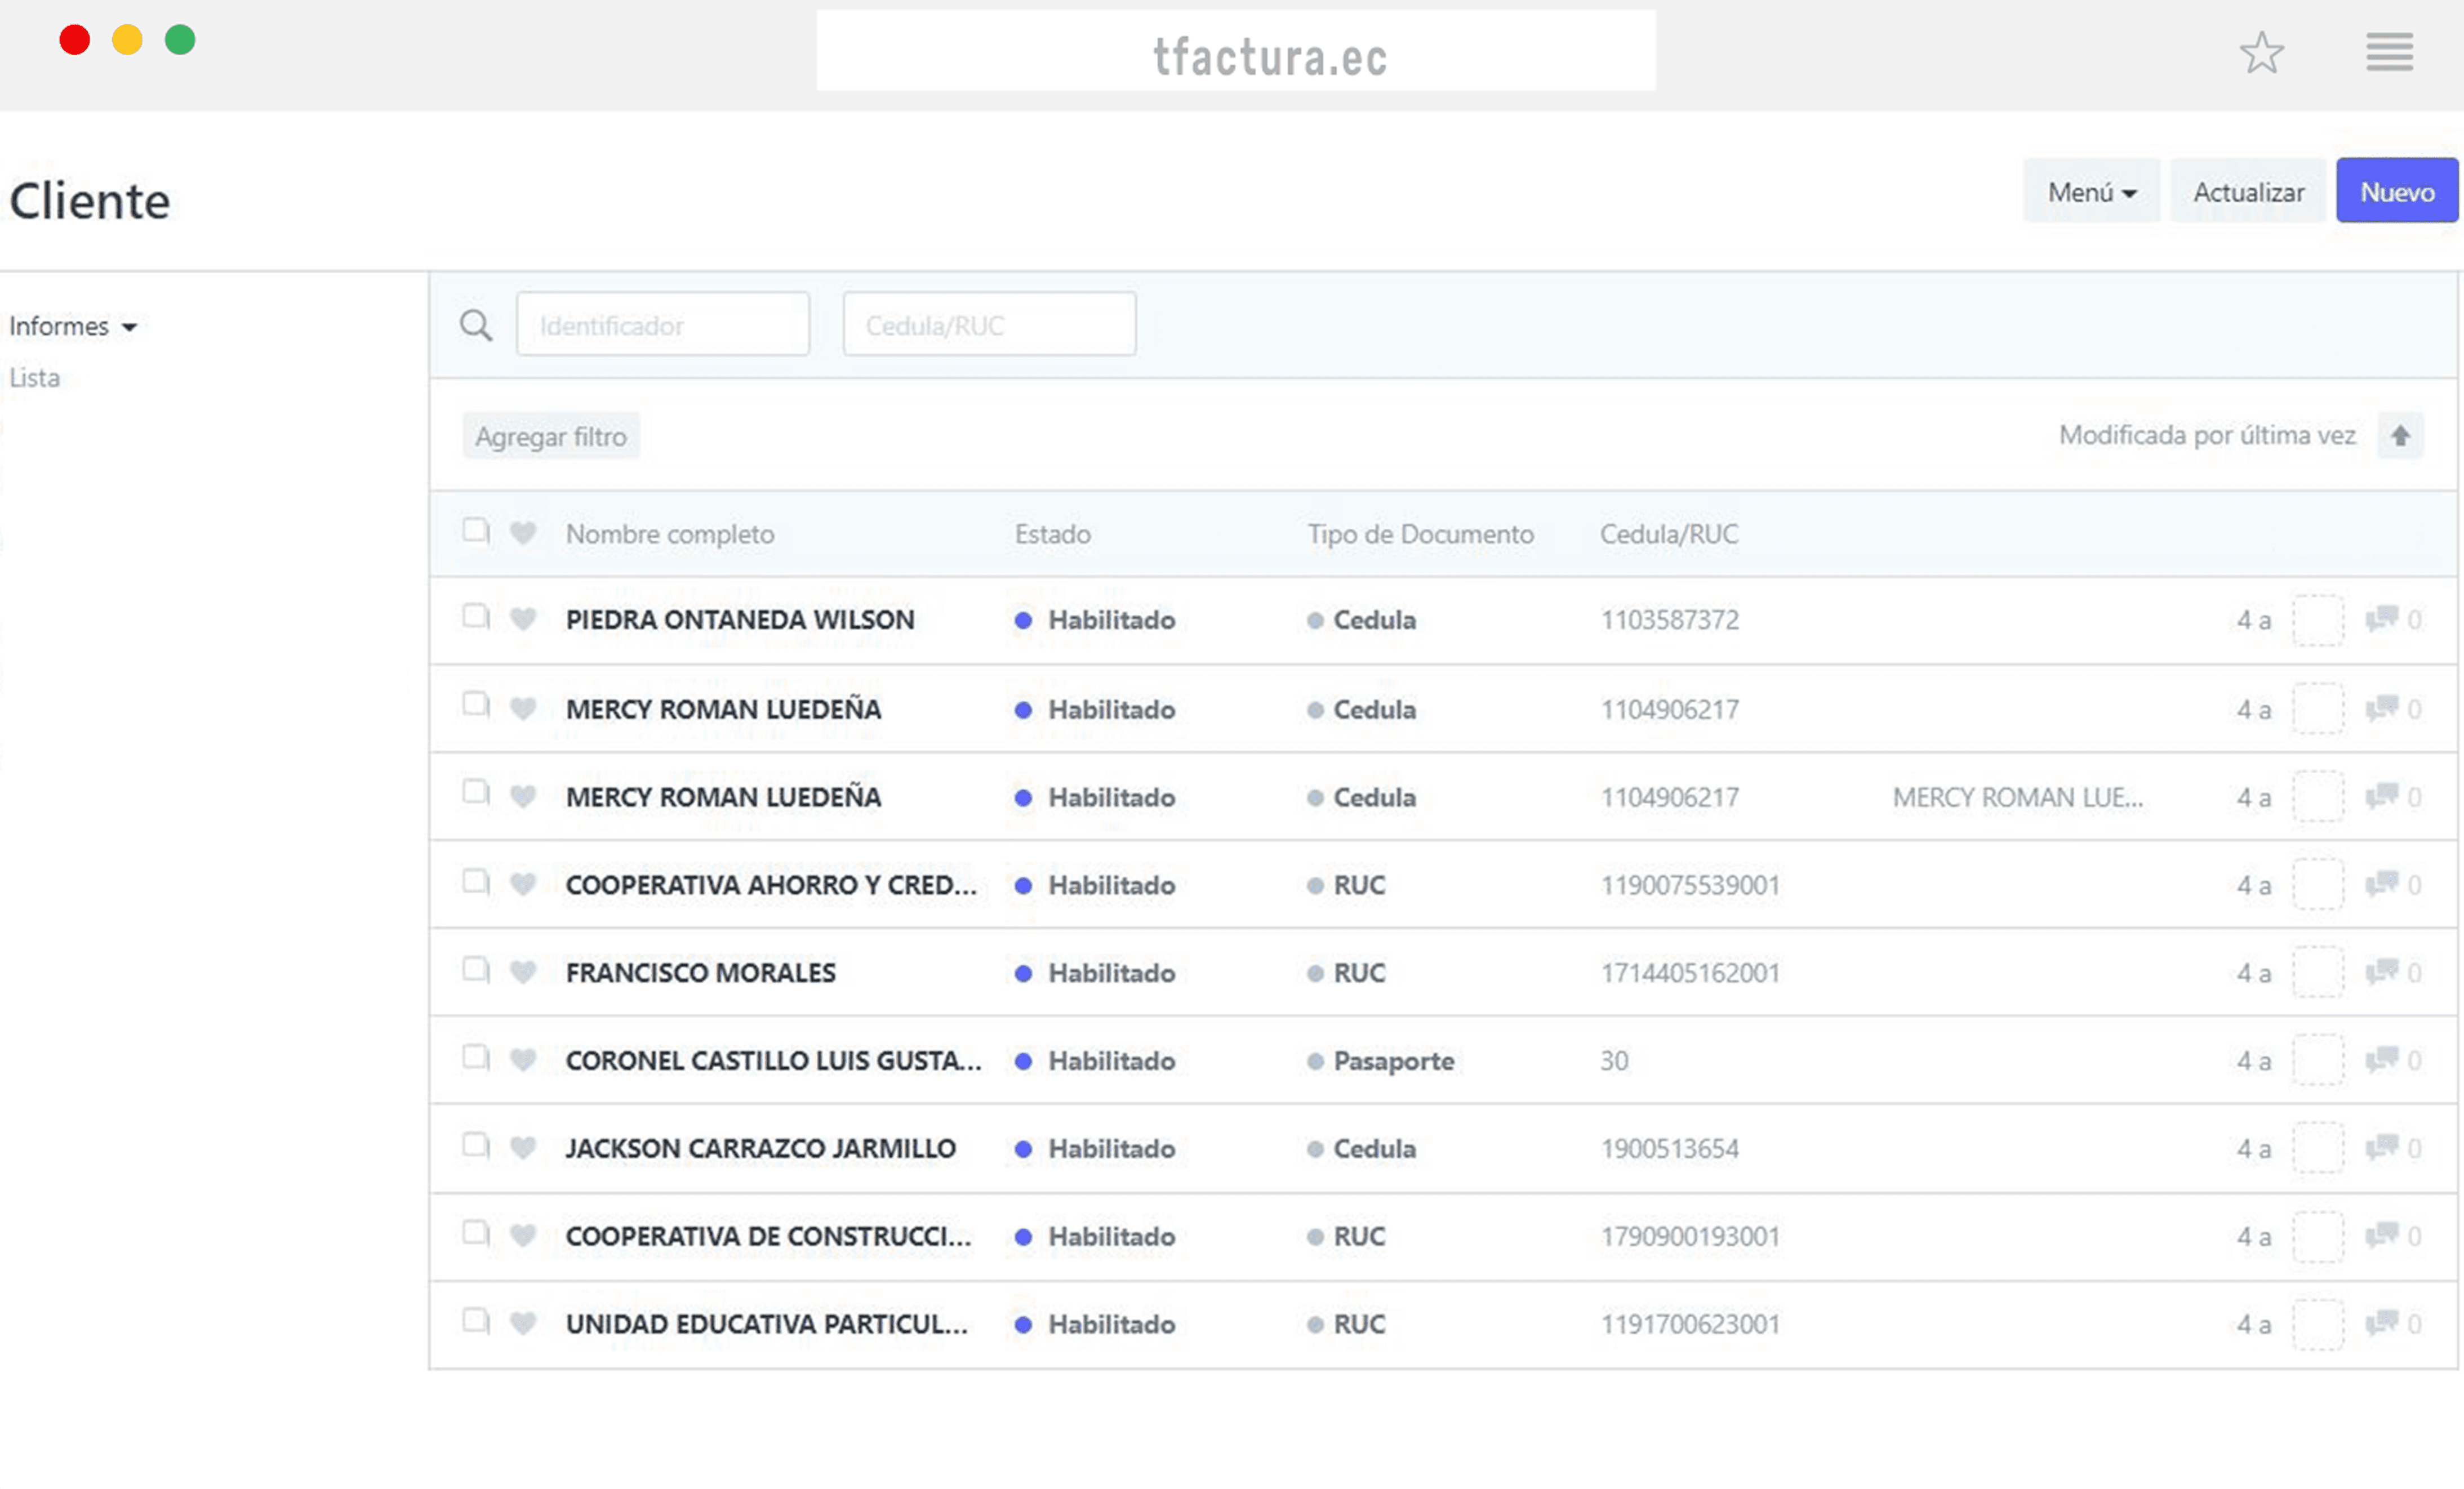 tfactura.ec
Cliente
Menú Actualizar Nuevo
Informes
Lista
Identificador Cedula/RUC
Agregar filtro Modificada por última vez
Nombre completo Estado Tipo de Documento Cedula/RUC
PIEDRA ONTANEDA WILSON Habilitado Cedula 1103587372 4 a 0
MERCY ROMAN LUEDEÑA Habilitado Cedula 1104906217 4 a 0
MERCY ROMAN LUEDEÑA Habilitado Cedula 1104906217 MERCY ROMAN LUE... 4 a 0
COOPERATIVA AHORRO Y CRED... Habilitado RUC 1190075539001 4 a 0
FRANCISCO MORALES Habilitado RUC 1714405162001 4 a 0
CORONEL CASTILLO LUIS GUSTA... Habilitado Pasaporte 30 4 a 0
JACKSON CARRAZCO JARMILLO Habilitado Cedula 1900513654 4 a 0
COOPERATIVA DE CONSTRUCCI... Habilitado RUC 1790900193001 4 a 0
UNIDAD EDUCATIVA PARTICUL... Habilitado RUC 1191700623001 4 a 0